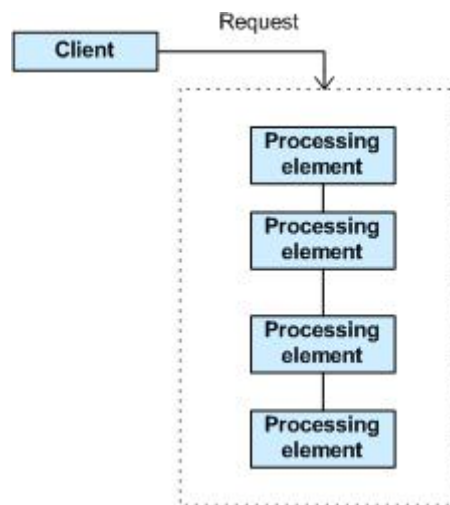 Request
Client
Processing
element
Processing
element
Processing
element
Processing
element